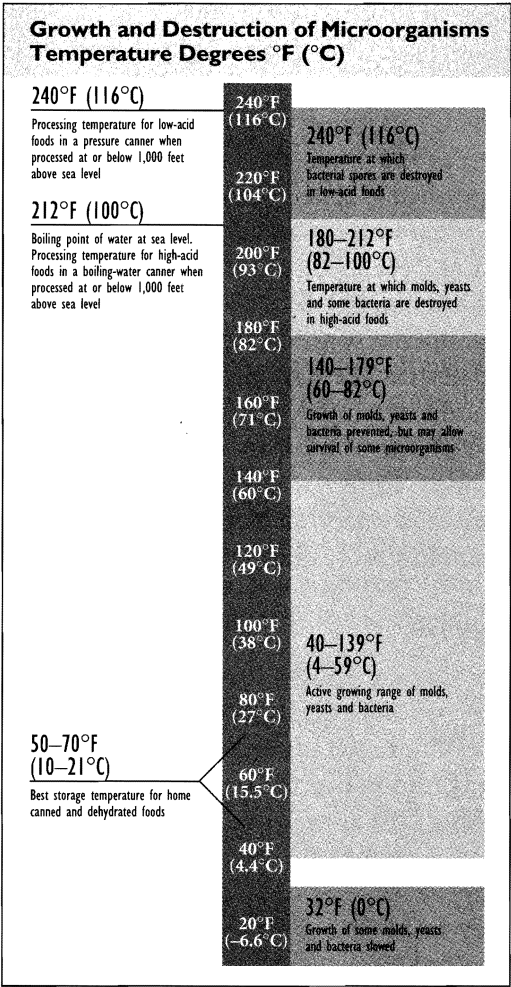 Growth and Destruction of Microorganisms
Temperature Degrees °F (°C)
240°F (116°C)
Processing temperature for low-acid
foods in a pressure canner when
processed at or below 1,000 feet
above sea level
212°F (100°C)
Boiling point of water at sea level.
Processing temperature for high-acid
foods in a boiling-water canner when
processed at or below 1,000 feet
above sea level
50–70°F
(10–21°C)
Best storage temperature for home
canned and dehydrated foods
240°F
(116°C)
220°F
(104°C)
200°F
(93°C)
180°F
(82°C)
160°F
(71°C)
140°F
(60°C)
120°F
(49°C)
100°F
(38°C)
80°F
(27°C)
60°F
(15.5°C)
40°F
(4.4°C)
20°F
(–6.6°C)
240°F (116°C)
Temperature at which
bacterial spores are destroyed
in low-acid foods
180–212°F
(82–100°C)
Temperature at which molds, yeasts
and some bacteria are destroyed
in high-acid foods
140–179°F
(60–82°C)
Growth of molds, yeasts and
bacteria prevented, but may allow
survival of some microorganisms
40–139°F
(4–59°C)
Active growing range of molds,
yeasts and bacteria
32°F (0°C)
Growth of some molds, yeasts
and bacteria slowed